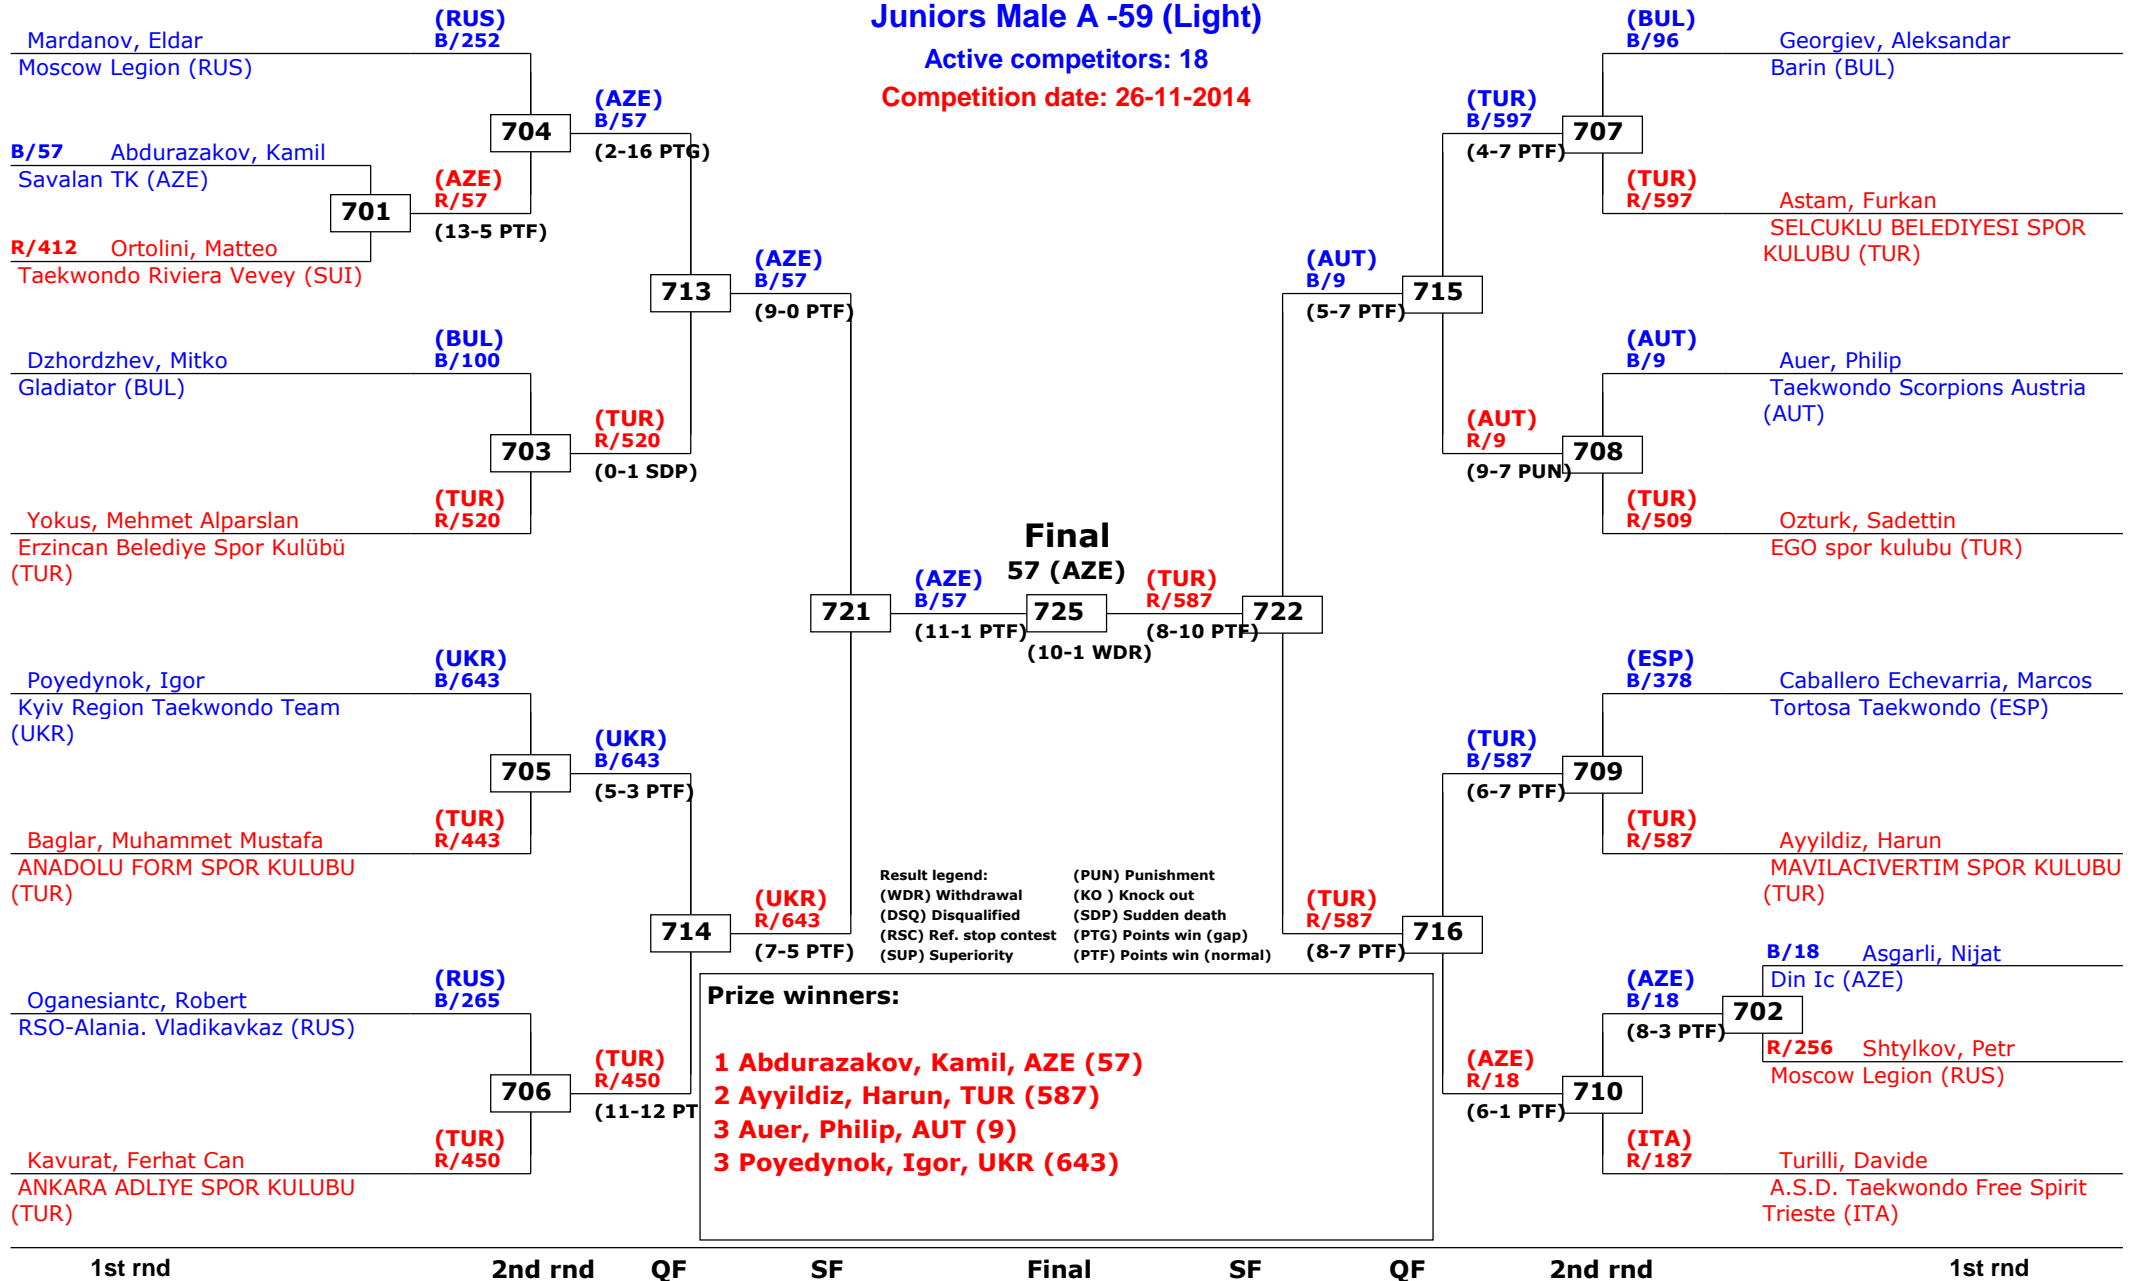 Juniors Male A -59 (Light)
Active competitors: 18
Competition date: 26-11-2014
(RUS)
Mardanov, Eldar B/252
Moscow Legion (RUS)
704
(AZE)
B/57
(2-16 PTG)
B/57 Abdurazakov, Kamil
Savalan TK (AZE)
701
(AZE)
R/57
(13-5 PTF)
R/412 Ortolini, Matteo
Taekwondo Riviera Vevey (SUI)
713
(AZE)
B/57
(9-0 PTF)
(BUL)
Dzhordzhev, Mitko B/100
Gladiator (BUL)
703
(TUR)
R/520
(0-1 SDP)
(TUR)
Yokus, Mehmet Alparslan R/520
Erzincan Belediye Spor Kulübü
(TUR)
721
(AZE)
B/57
(11-1 PTF)
(UKR)
Poyedynok, Igor B/643
Kyiv Region Taekwondo Team
(UKR)
705
(UKR)
B/643
(5-3 PTF)
(TUR)
Baglar, Muhammet Mustafa R/443
ANADOLU FORM SPOR KULUBU
(TUR)
714
(UKR)
R/643
(7-5 PTF)
(RUS)
Oganesiantc, Robert B/265
RSO-Alania. Vladikavkaz (RUS)
706
(TUR)
R/450
(11-12 PT
(TUR)
Kavurat, Ferhat Can R/450
ANKARA ADLIYE SPOR KULUBU
(TUR)
Final
57 (AZE)
725
(10-1 WDR)
(TUR)
R/587
(8-10 PTF)
722
(BUL)
B/96 Georgiev, Aleksandar
Barin (BUL)
(TUR)
B/597
(4-7 PTF)
707
(TUR)
R/597 Astam, Furkan
SELCUKLU BELEDIYESI SPOR
KULUBU (TUR)
(AUT)
B/9
(5-7 PTF)
715
(AUT)
B/9 Auer, Philip
Taekwondo Scorpions Austria
(AUT)
(AUT)
R/9
(9-7 PUN)
708
(TUR)
R/509 Ozturk, Sadettin
EGO spor kulubu (TUR)
(ESP)
B/378 Caballero Echevarria, Marcos
Tortosa Taekwondo (ESP)
(TUR)
B/587
(6-7 PTF)
709
(TUR)
R/587 Ayyildiz, Harun
MAVILACIVERTIM SPOR KULUBU
(TUR)
(TUR)
R/587
(8-7 PTF)
716
B/18 Asgarli, Nijat
Din Ic (AZE)
(AZE)
B/18
(8-3 PTF)
702
R/256 Shtylkov, Petr
Moscow Legion (RUS)
(AZE)
R/18
(6-1 PTF)
710
(ITA)
R/187 Turilli, Davide
A.S.D. Taekwondo Free Spirit
Trieste (ITA)
Result legend: (PUN) Punishment
(WDR) Withdrawal (KO ) Knock out
(DSQ) Disqualified (SDP) Sudden death
(RSC) Ref. stop contest (PTG) Points win (gap)
(SUP) Superiority (PTF) Points win (normal)
Prize winners:
1 Abdurazakov, Kamil, AZE (57)
2 Ayyildiz, Harun, TUR (587)
3 Auer, Philip, AUT (9)
3 Poyedynok, Igor, UKR (643)
1st rnd 2nd rnd QF SF Final SF QF 2nd rnd 1st rnd